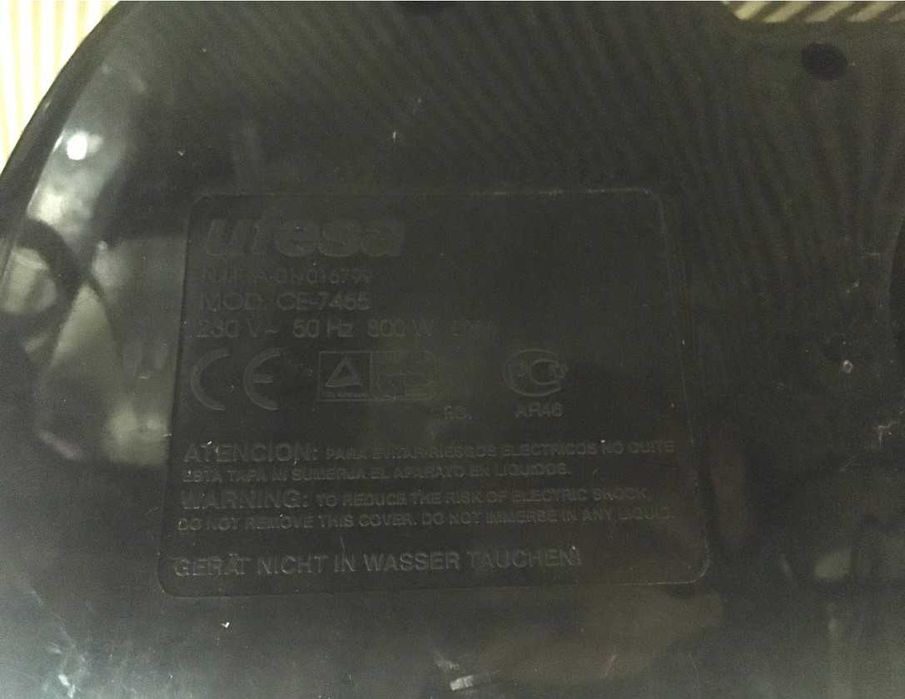 ufesa
MOD. CE-7455
230 V~ 50 Hz 800 W
CE
AR46
ATENCION: PARA EVITAR RIESGOS ELECTRICOS NO QUITE
ESTA TAPA NI SUMERJA EL APARATO EN LIQUIDOS.
WARNING: TO REDUCE THE RISK OF ELECTRIC SHOCK,
DO NOT REMOVE THIS COVER. DO NOT IMMERSE IN ANY LIQUID.
GERÄT NICHT IN WASSER TAUCHEN!